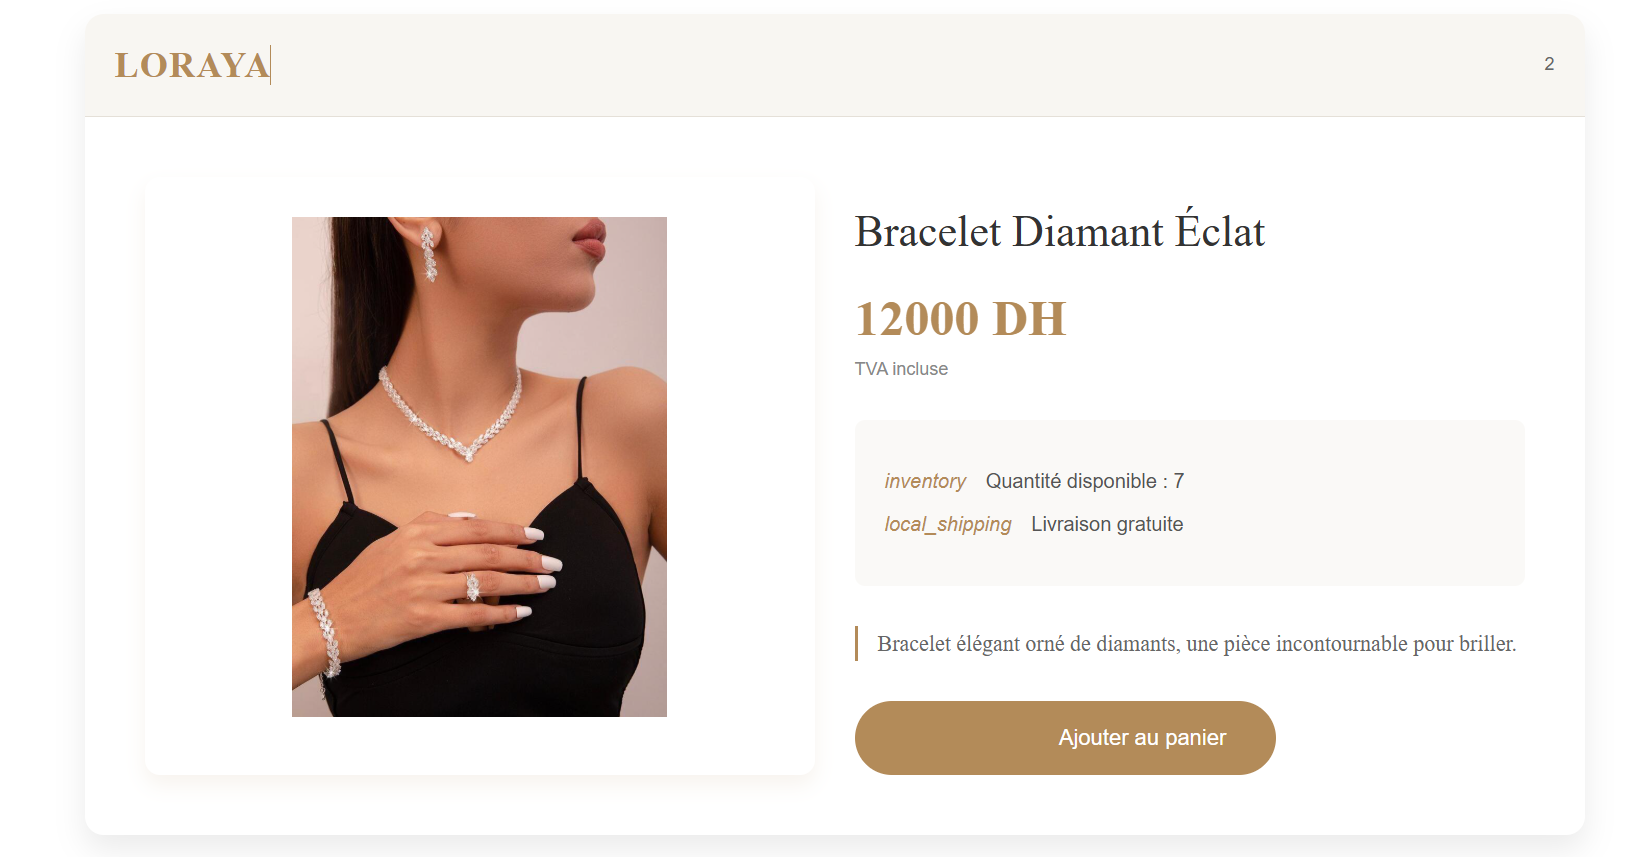 LORAYA
2
Bracelet Diamant Éclat
12000 DH
TVA incluse
inventory Quantité disponible : 7
local_shipping Livraison gratuite
Bracelet élégant orné de diamants, une pièce incontournable pour briller.
Ajouter au panier